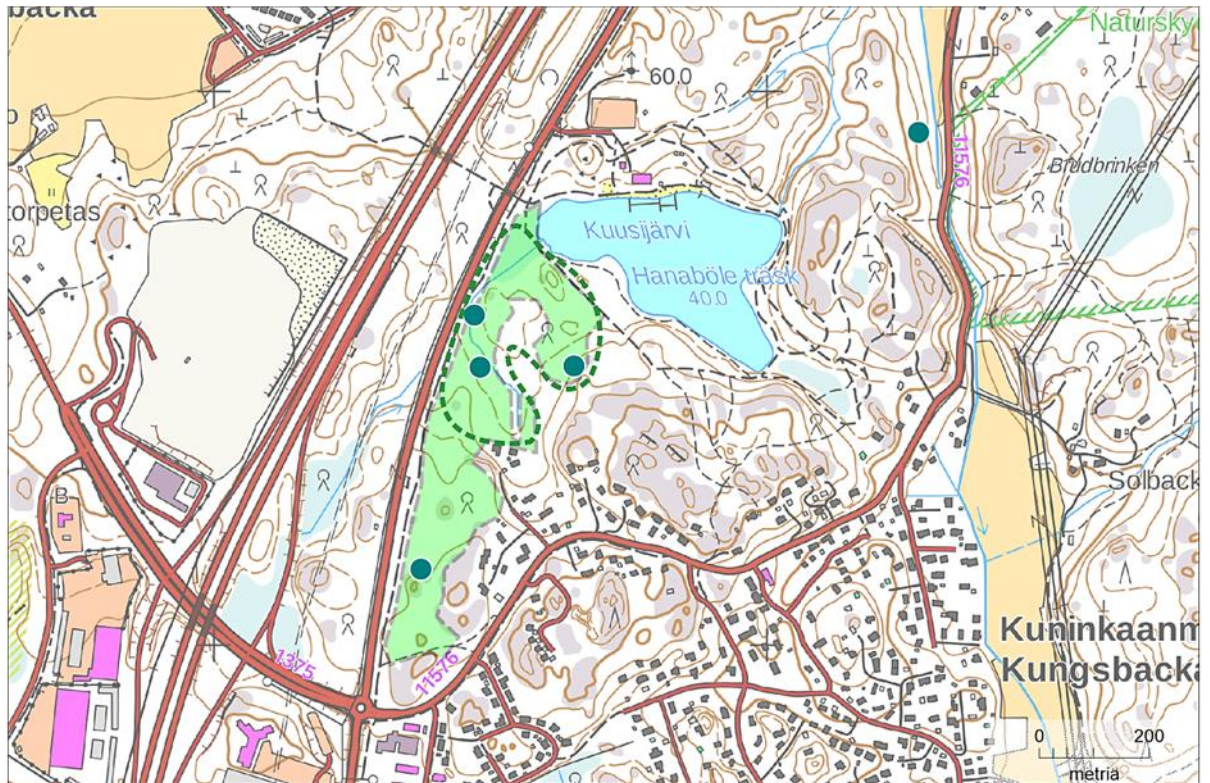 backa
Naturskyd
60.0
11576
Brudbrinken
torpetas
Kuusijärvi
Hanaböle träsk
40.0
Solback
B
Kuninkaanm
Kungsbacka
1375
11576
0 200
metriä